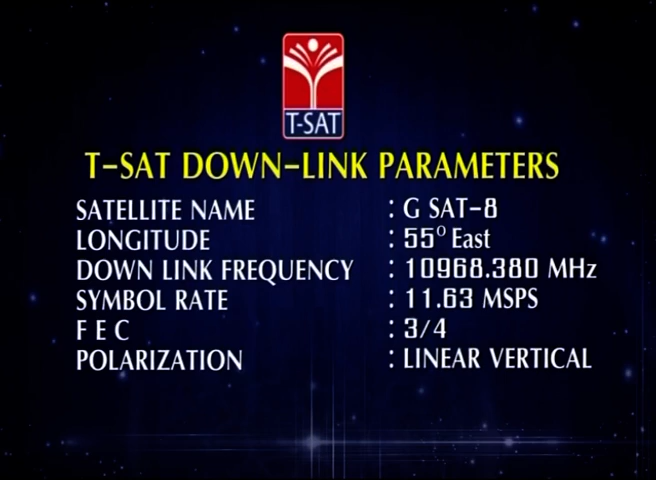 T-SAT
T-SAT DOWN-LINK PARAMETERS
SATELLITE NAME : G SAT-8
LONGITUDE : 55° East
DOWN LINK FREQUENCY : 10968.380 MHz
SYMBOL RATE : 11.63 MSPS
F E C : 3/4
POLARIZATION : LINEAR VERTICAL